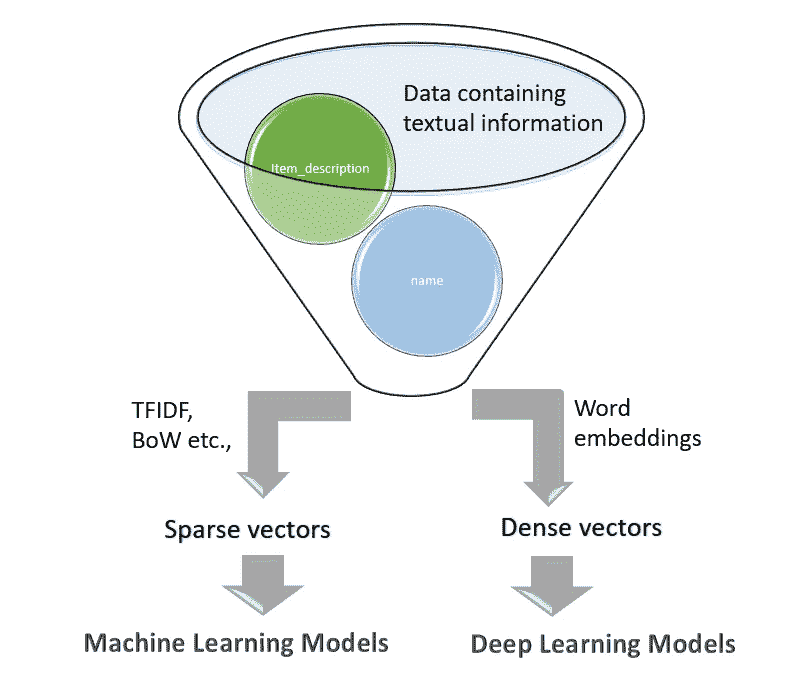 Data containing
textual information
Item_description
name
TFIDF,
BoW etc.,
Word
embeddings
Sparse vectors
Dense vectors
Machine Learning Models
Deep Learning Models